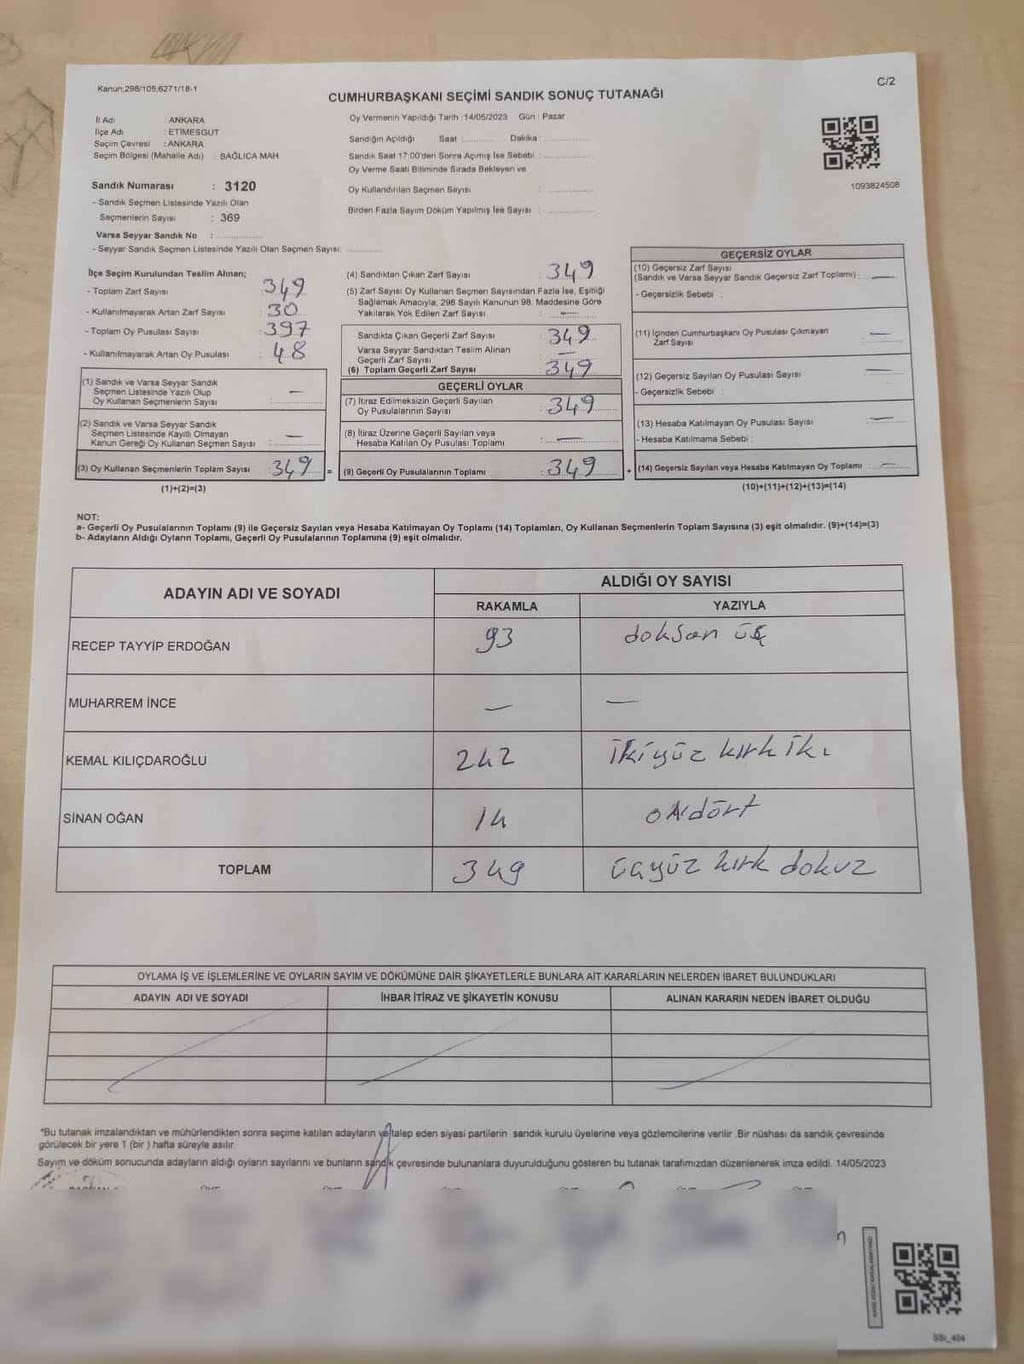 Kanun;298/105;6271/18-1
C/2
CUMHURBAŞKANI SEÇİMİ SANDIK SONUÇ TUTANAĞI
İl Adı : ANKARA
İlçe Adı : ETİMESGUT
Seçim Çevresi : ANKARA
Seçim Bölgesi (Mahalle Adı) : BAĞLICA MAH
Sandık Numarası : 3120
- Sandık Seçmen Listesinde Yazılı Olan
Seçmenlerin Sayısı : 369
Varsa Seyyar Sandık No :
- Seyyar Sandık Seçmen Listesinde Yazılı Olan Seçmen Sayısı:
Oy Vermenin Yapıldığı Tarih :14/05/2023 Gün : Pazar
Sandığın Açıldığı Saat Dakika
Sandık Saat 17:00'den Sonra Açılmış İse Sebebi :
Oy Verme Saati Bitiminde Sırada Bekleyen ve
Oy Kullandırılan Seçmen Sayısı :
Birden Fazla Sayım Döküm Yapılmış İse Sayısı :
1093824508
İlçe Seçim Kurulundan Teslim Alınan;
- Toplam Zarf Sayısı : 349
- Kullanılmayarak Artan Zarf Sayısı : 30
- Toplam Oy Pusulası Sayısı : 397
- Kullanılmayarak Artan Oy Pusulası : 48
(1) Sandık ve Varsa Seyyar Sandık
Seçmen Listesinde Yazılı Olup
Oy Kullanan Seçmenlerin Sayısı : —
(2) Sandık ve Varsa Seyyar Sandık
Seçmen Listesinde Kayıtlı Olmayan
Kanun Gereği Oy Kullanan Seçmen Sayısı : —
(3) Oy Kullanan Seçmenlerin Toplam Sayısı : 349 =
(1)+(2)=(3)
(4) Sandıktan Çıkan Zarf Sayısı : 349
(5) Zarf Sayısı Oy Kullanan Seçmen Sayısından Fazla İse, Eşitliği
Sağlamak Amacıyla; 298 Sayılı Kanunun 98. Maddesine Göre
Yakılarak Yok Edilen Zarf Sayısı : —
Sandıkta Çıkan Geçerli Zarf Sayısı : 349
Varsa Seyyar Sandıktan Teslim Alınan
Geçerli Zarf Sayısı : —
(6) Toplam Geçerli Zarf Sayısı : 349
GEÇERLİ OYLAR
(7) İtiraz Edilmeksizin Geçerli Sayılan
Oy Pusulalarının Sayısı : 349
(8) İtiraz Üzerine Geçerli Sayılan veya
Hesaba Katılan Oy Pusulası Toplamı : —
(9) Geçerli Oy Pusulalarının Toplamı : 349 +
GEÇERSİZ OYLAR
(10) Geçersiz Zarf Sayısı
(Sandık ve Varsa Seyyar Sandık Geçersiz Zarf Toplamı) : —
- Geçersizlik Sebebi :
(11) İçinden Cumhurbaşkanı Oy Pusulası Çıkmayan
Zarf Sayısı : —
(12) Geçersiz Sayılan Oy Pusulası Sayısı : —
- Geçersizlik Sebebi :
(13) Hesaba Katılmayan Oy Pusulası Sayısı : —
- Hesaba Katılmama Sebebi :
(14) Geçersiz Sayılan veya Hesaba Katılmayan Oy Toplamı : —
(10)+(11)+(12)+(13)=(14)
NOT:
a- Geçerli Oy Pusulalarının Toplamı (9) ile Geçersiz Sayılan veya Hesaba Katılmayan Oy Toplamı (14) Toplamları, Oy Kullanan Seçmenlerin Toplam Sayısına (3) eşit olmalıdır. (9)+(14)=(3)
b- Adayların Aldığı Oyların Toplamı, Geçerli Oy Pusulalarının Toplamına (9) eşit olmalıdır.
ADAYIN ADI VE SOYADI
ALDIĞI OY SAYISI
RAKAMLA YAZIYLA
RECEP TAYYİP ERDOĞAN 93 doksan üç
MUHARREM İNCE — —
KEMAL KILIÇDAROĞLU 242 ikiyüz kırk iki
SİNAN OĞAN 14 ondört
TOPLAM 349 üçyüz kırk dokuz
OYLAMA İŞ VE İŞLEMLERİNE VE OYLARIN SAYIM VE DÖKÜMÜNE DAİR ŞİKAYETLERLE BUNLARA AİT KARARLARIN NELERDEN İBARET BULUNDUKLARI
ADAYIN ADI VE SOYADI İHBAR İTİRAZ VE ŞİKAYETİN KONUSU ALINAN KARARIN NEDEN İBARET OLDUĞU
*Bu tutanak imzalandıktan ve mühürlendikten sonra seçime katılan adayların ve talep eden siyasi partilerin sandık kurulu üyelerine veya gözlemcilerine verilir .Bir nüshası da sandık çevresinde
görülecek bir yere 1 (bir ) hafta süreyle asılır.
Sayım ve döküm sonucunda adayların aldığı oyların sayılarını ve bunların sandık çevresinde bulunanlara duyurulduğunu gösteren bu tutanak tarafımızdan düzenlenerek imza edildi. 14/05/2023
SSI_404